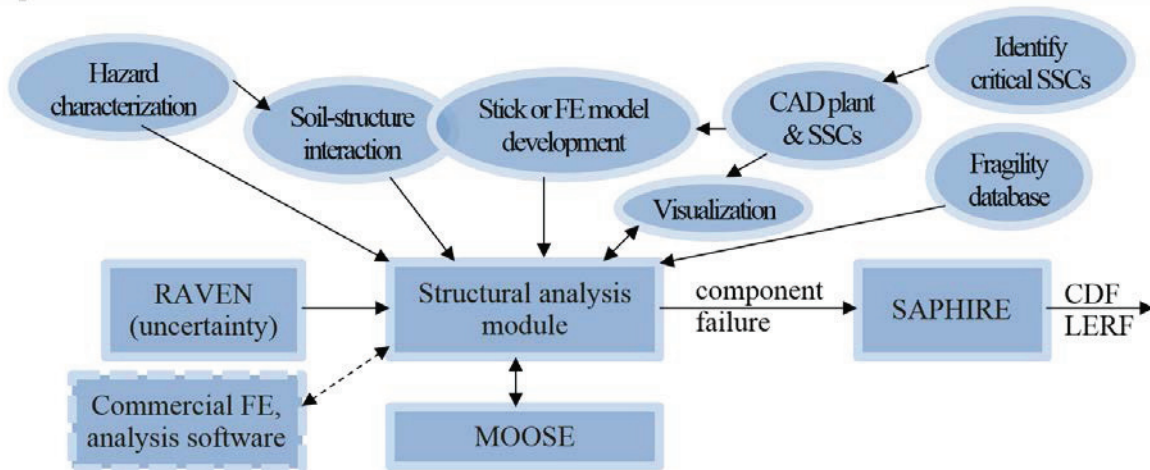 Hazard
characterization
Soil-structure
interaction
Stick or FE model
development
CAD plant
& SSCs
Identify
critical SSCs
Visualization
Fragility
database
RAVEN
(uncertainty)
Structural analysis
module
component
failure
SAPHIRE
CDF
LERF
Commercial FE,
analysis software
MOOSE